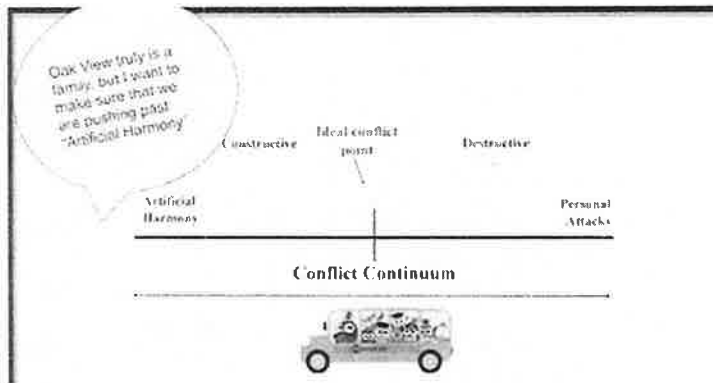 Oak View truly is a
family, but I want to
make sure that we
are pushing past
"Artificial Harmony"
Constructive
Ideal conflict
point
Destructive
Artificial
Harmony
Personal
Attacks
Conflict Continuum